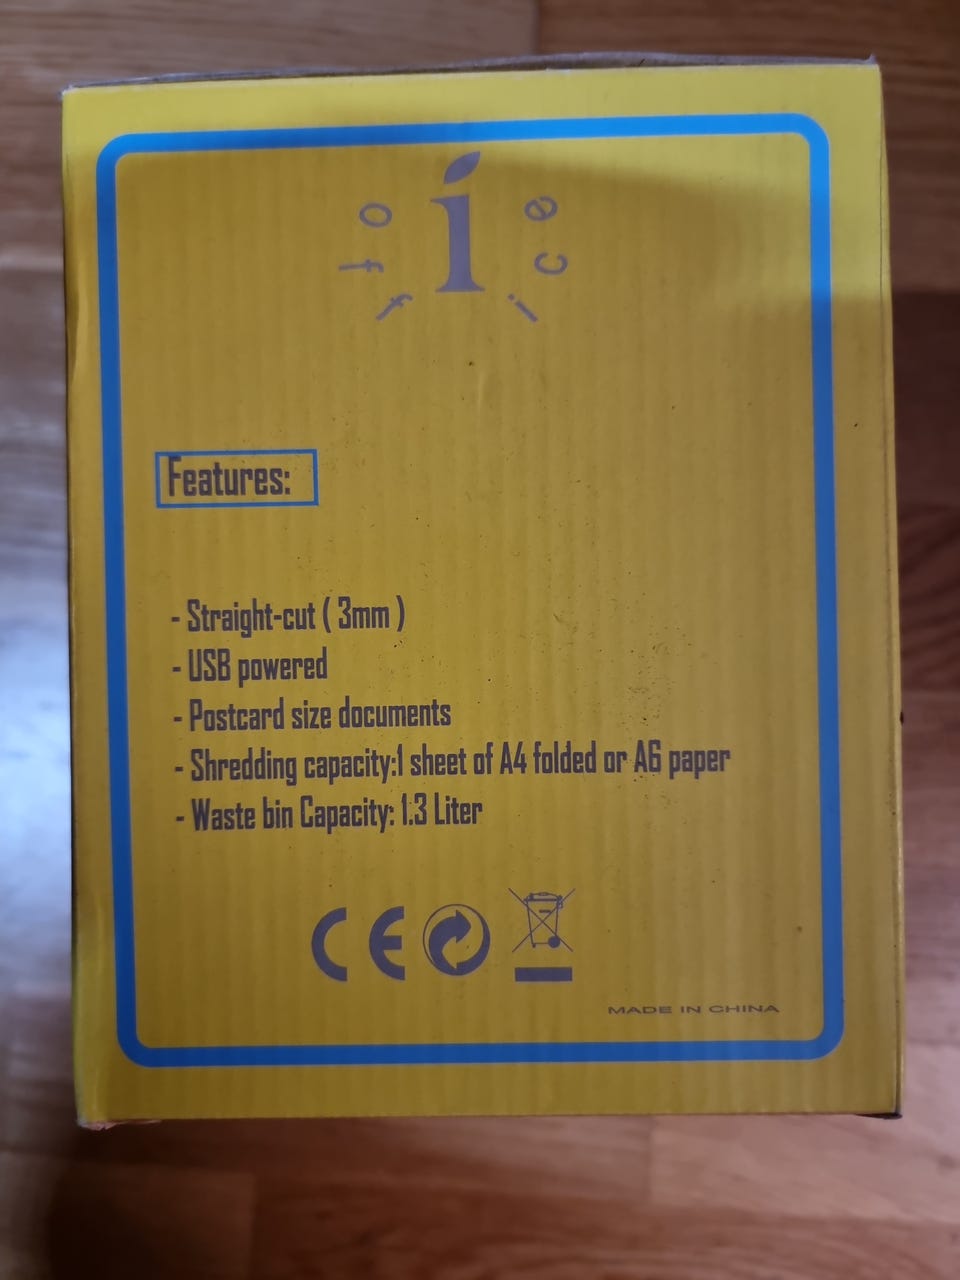 i
office
Features:
- Straight-cut ( 3mm )
- USB powered
- Postcard size documents
- Shredding capacity:1 sheet of A4 folded or A6 paper
- Waste bin Capacity: 1.3 Liter
CE
MADE IN CHINA